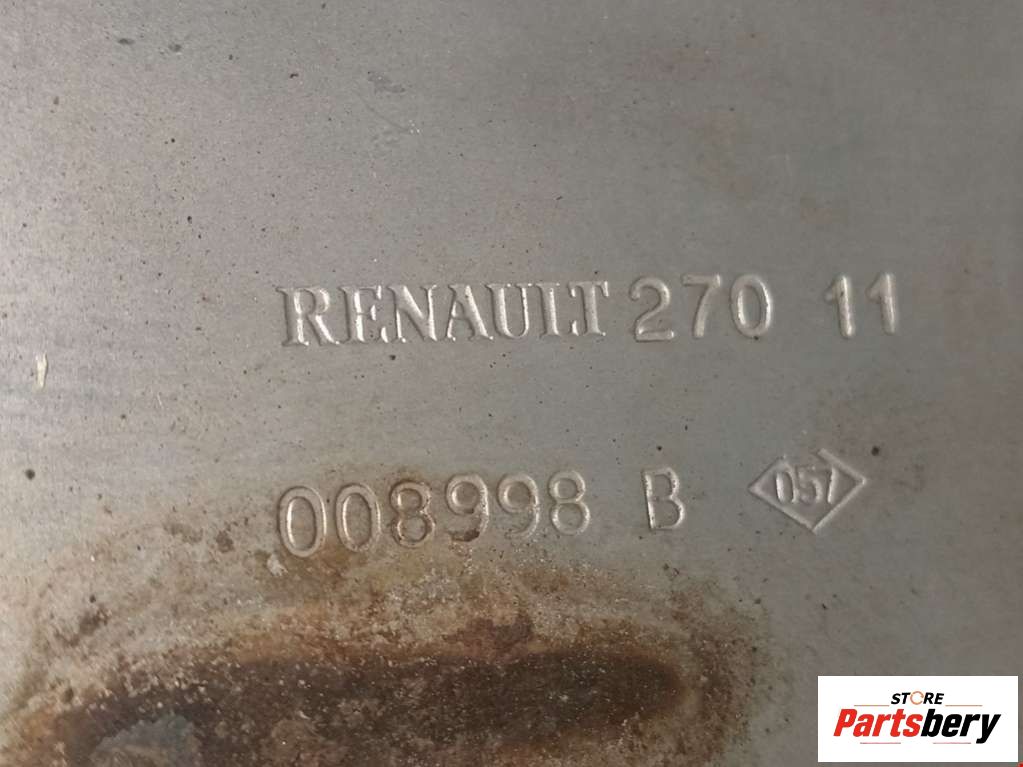 RENAULT 270 11
008998 B 057
STORE
Partsbery